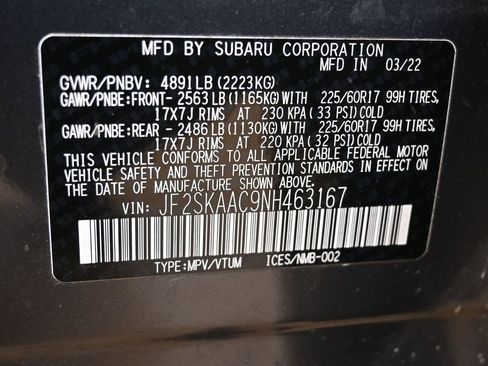 MFD BY SUBARU CORPORATION
MFD IN 03/22
GVWR/PNBV: 4891LB(2223KG)
GAWR/PNBE:FRONT- 2563LB(1165KG)WITH 225/60R17 99H TIRES,
17X7J RIMS AT 230 KPA (33 PSI)COLD
GAWR/PNBE:REAR - 2486LB(1130KG)WITH 225/60R17 99H TIRES,
17X7J RIMS AT 220 KPA (32 PSI)COLD
THIS VEHICLE CONFORMS TO ALL APPLICABLE FEDERAL MOTOR
VEHICLE SAFETY AND THEFT PREVENTION STANDARDS IN EFFECT ON
THE DATE OF MANUFACTURE SHOWN ABOVE.
VIN: JF2SKAAC9NH463167
TYPE:MPV/VTUM ICES/NMB-002